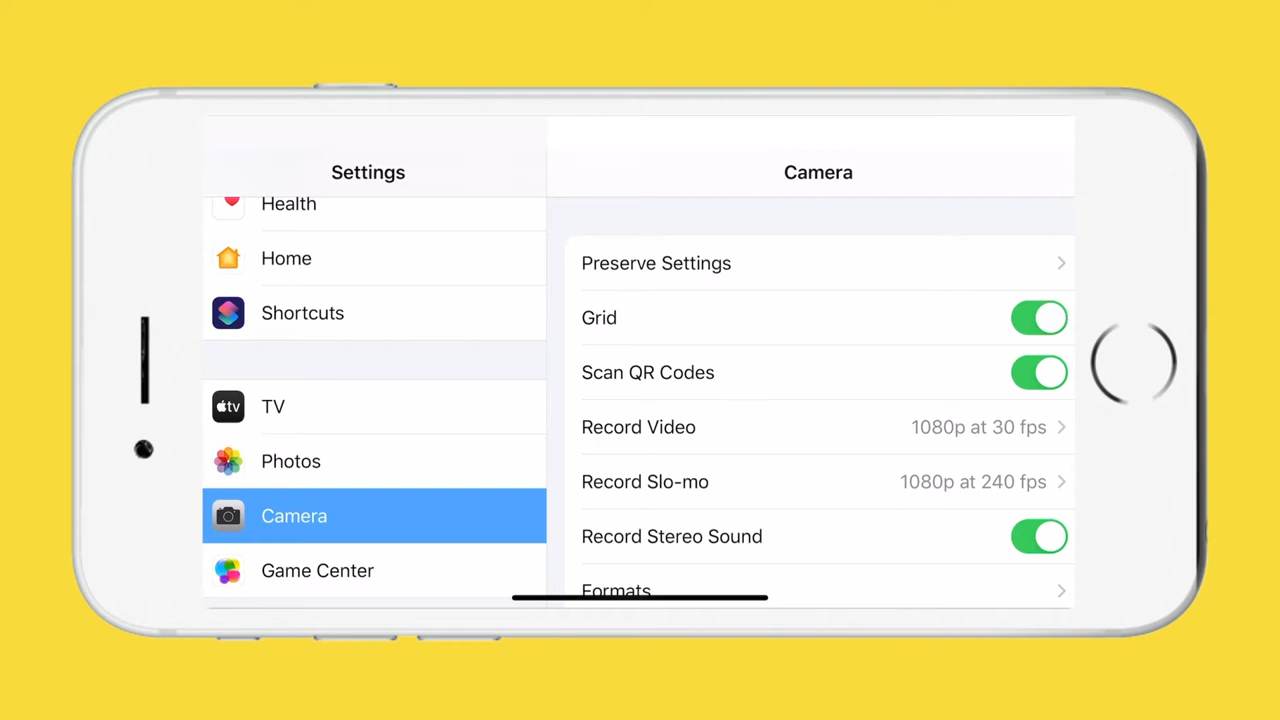 Settings
Health
Home
Shortcuts
tv TV
Photos
Camera
Game Center
Camera
Preserve Settings
Grid
Scan QR Codes
Record Video 1080p at 30 fps
Record Slo-mo 1080p at 240 fps
Record Stereo Sound
Formats